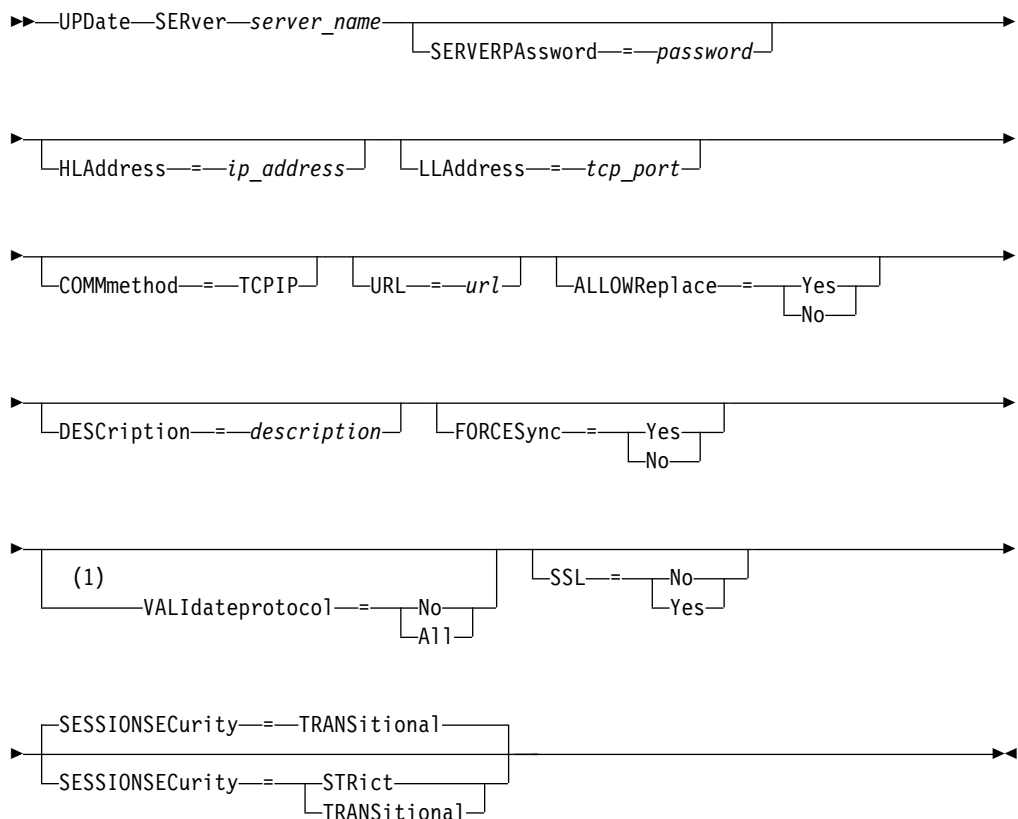 UPDate SERver server_name
SERVERPAssword = password
HLAddress = ip_address LLAddress = tcp_port
COMMmethod = TCPIP URL = url ALLOWReplace = Yes
No
DESCription = description FORCESync = Yes
No
(1)
VALIdateprotocol = No
All
SSL = No
Yes
SESSIONSECurity = TRANSitional
SESSIONSECurity = STRict
TRANSitional